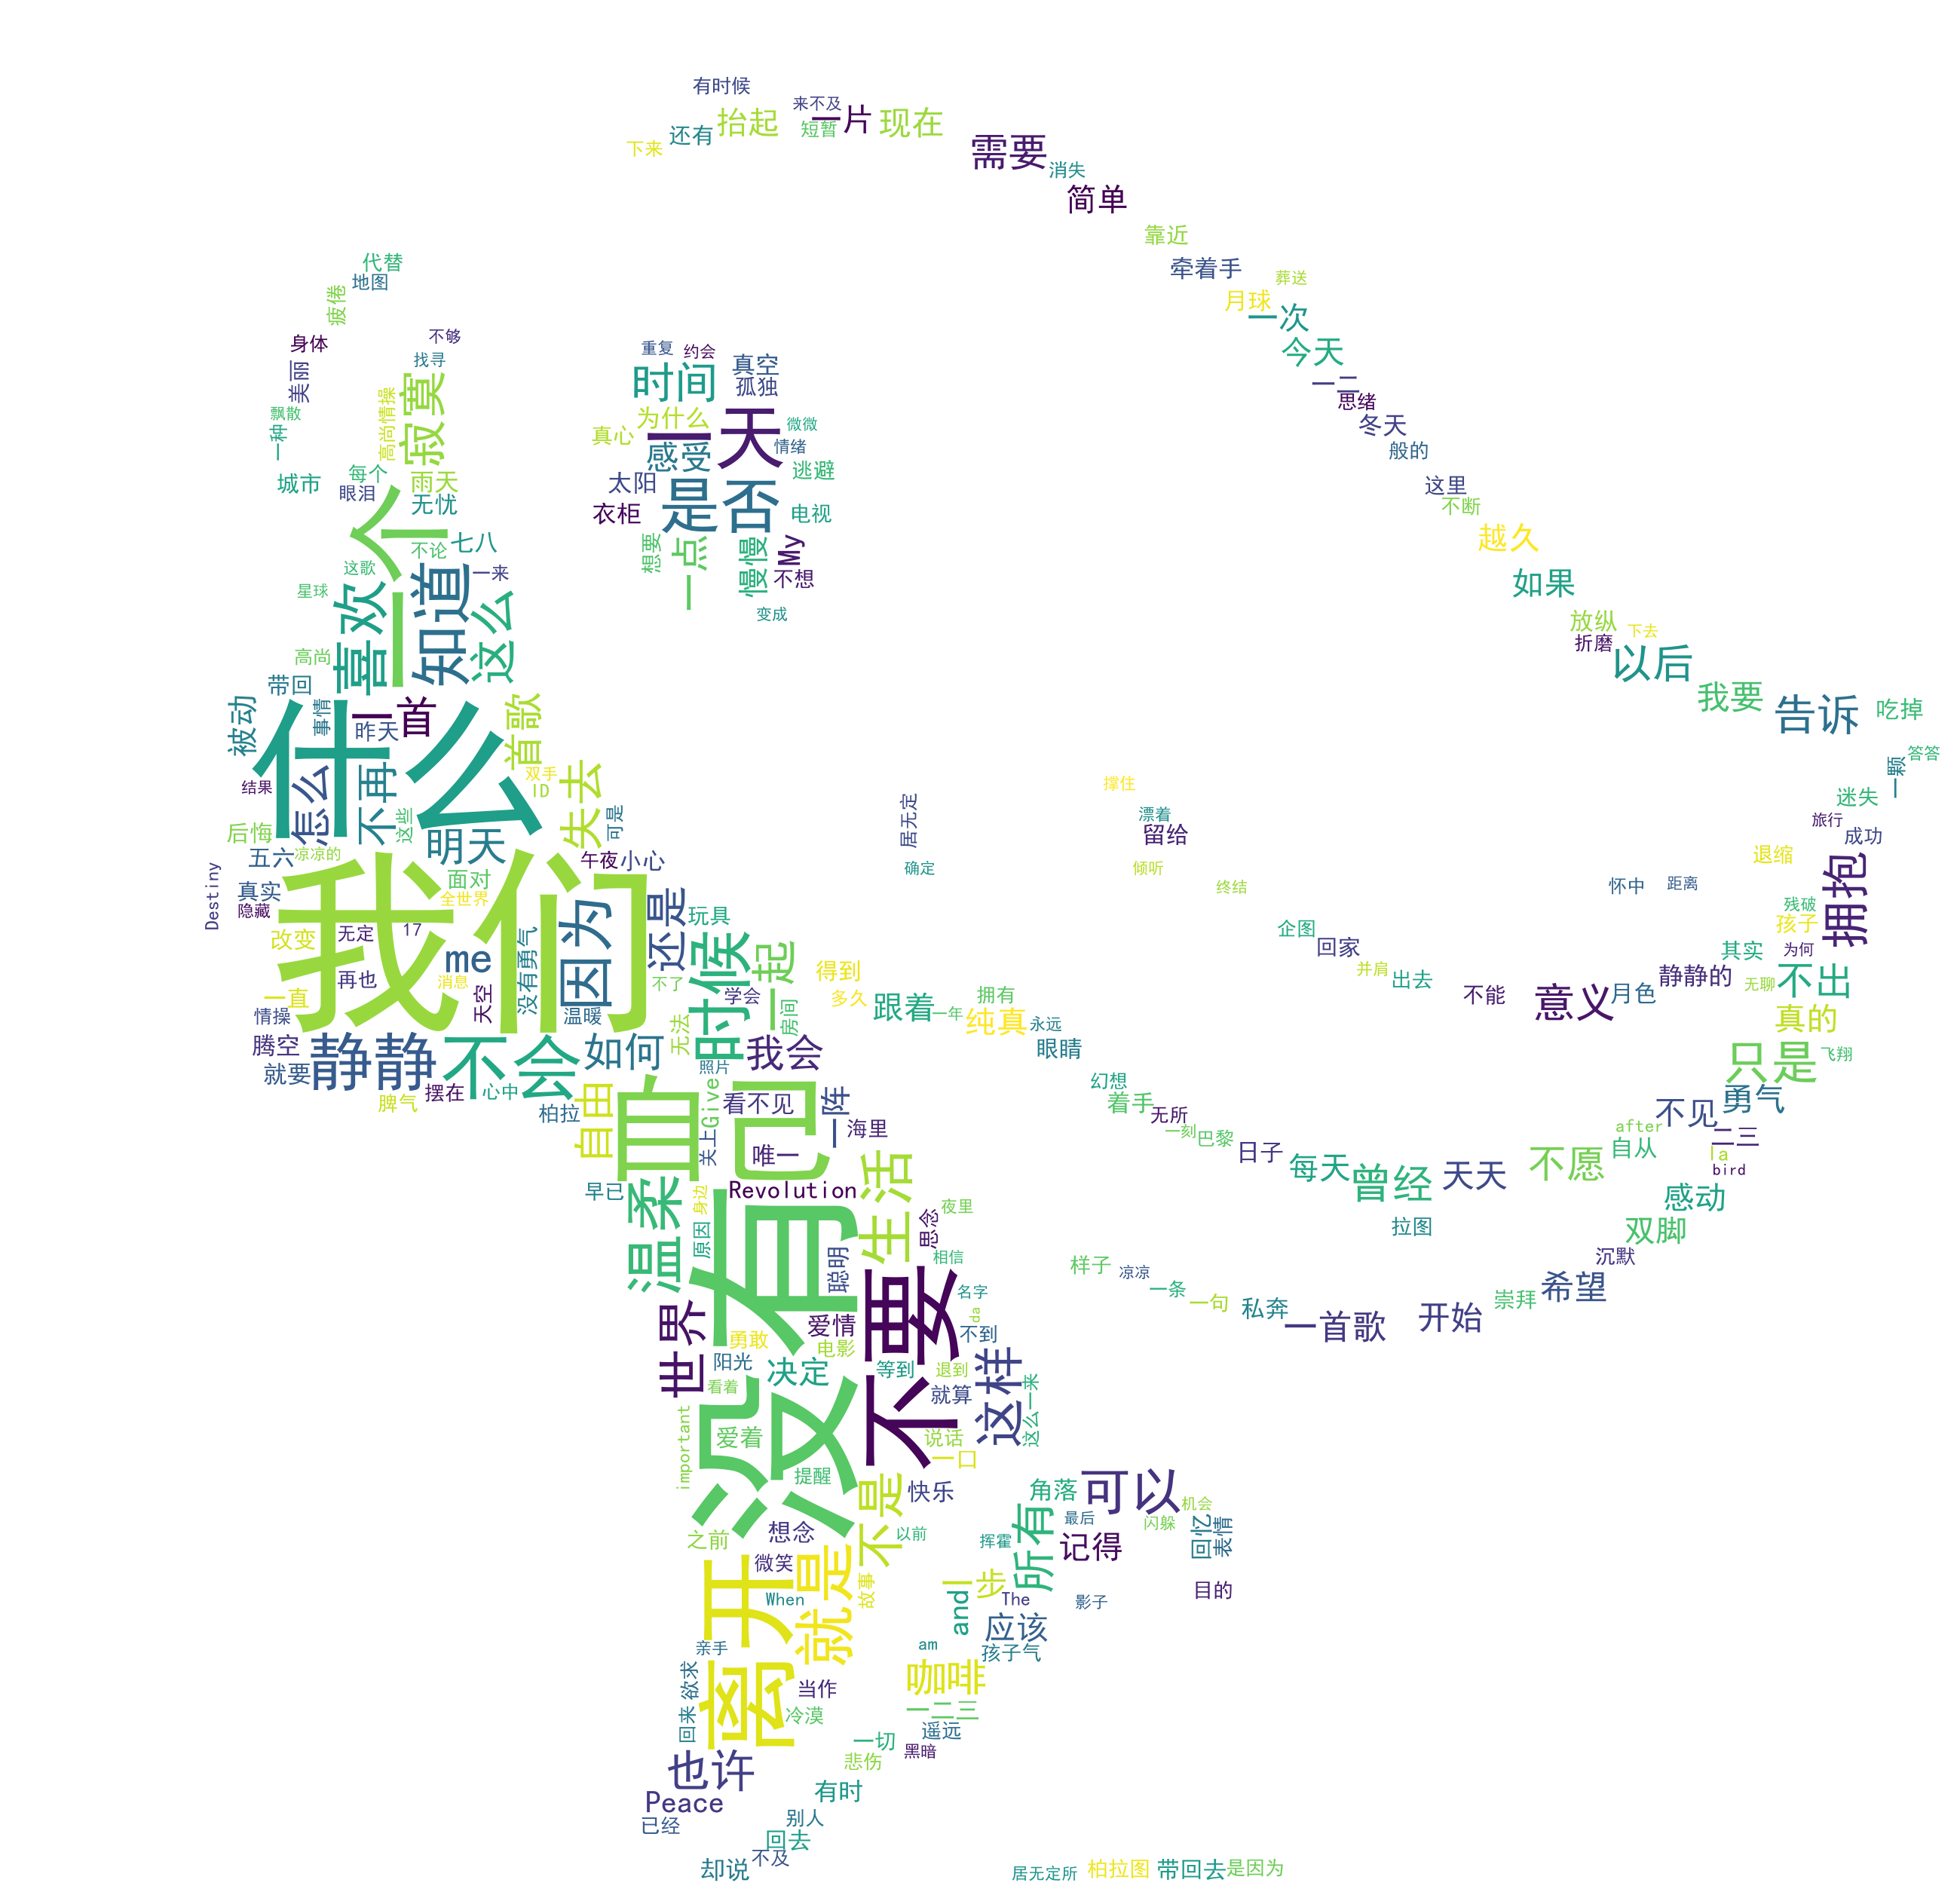 有时候
来不及
下来
还有
抬起
短暂
一片
现在
需要
消失
简单
靠近
牵着手
葬送
月球
一次
今天
一二
思绪
冬天
般的
这里
不断
越久
如果
放纵
下去
折磨
以后
我要
告诉
吃掉
答答
一颗
迷失
旅行
成功
退缩
拥抱
怀中
距离
残破
孩子
为何
其实
无聊
不出
静静的
月色
意义
不能
真的
只是
飞翔
勇气
不见
二三
after
自从
la
bird
不愿
感动
双脚
沉默
希望
崇拜
开始
一首歌
私奔
一句
一条
凉凉
样子
拉图
天天
曾经
每天
日子
巴黎
一刻
无所
着手
幻想
眼睛
永远
纯真
拥有
一年
跟着
多久
得到
出去
并肩
回家
企图
终结
倾听
留给
漂着
撑住
居无定
确定
代替
地图
疲倦
身体
不够
找寻
美丽
飘散
一种
高尚情操
寂寞
城市
每个
眼泪
雨天
无忧
一个
不论
七八
这歌
一来
星球
喜欢
知道
这么
高尚
带回
重复
约会
时间
真空
孤独
为什么
真心
一天
微微
情绪
感受
逃避
太阳
是否
衣柜
电视
想要
一点
慢慢
My
不想
变成
被动
事情
一首
昨天
首歌
什么
结果
怎么
不再
这些
双手
ID
失去
可是
后悔
明天
五六
凉凉的
午夜
小心
Destiny
真实
隐藏
面对
全世界
我们
改变
无定
17
再也
me
消息
天空
没有勇气
因为
温暖
还是
玩具
时候
一起
不了
学会
房间
无法
照片
一直
情操
腾空
就要
静静
不会
如何
我会
脾气
摆在
心中
柏拉
自由
自己
关上
Give
看不见
一阵
海里
唯一
Revolution
早已
温柔
身边
原因
没有
聪明
生活
思念
夜里
相信
名字
da
不到
不要
世界
勇敢
爱情
电影
阳光
决定
看着
等到
退到
就算
这样
这么一来
爱着
说话
一口
important
提醒
不是
快乐
之前
想念
以前
微笑
离开
就是
When
故事
角落
可以
机会
闪躲
最后
回忆
表情
挥霍
所有
记得
目的
一步
The
影子
and
应该
孩子气
am
咖啡
一二三
遥远
亲手
欲求
回来
当作
冷漠
一切
黑暗
悲伤
也许
有时
Peace
已经
别人
回去
不及
却说
居无定所
柏拉图
带回去
是因为